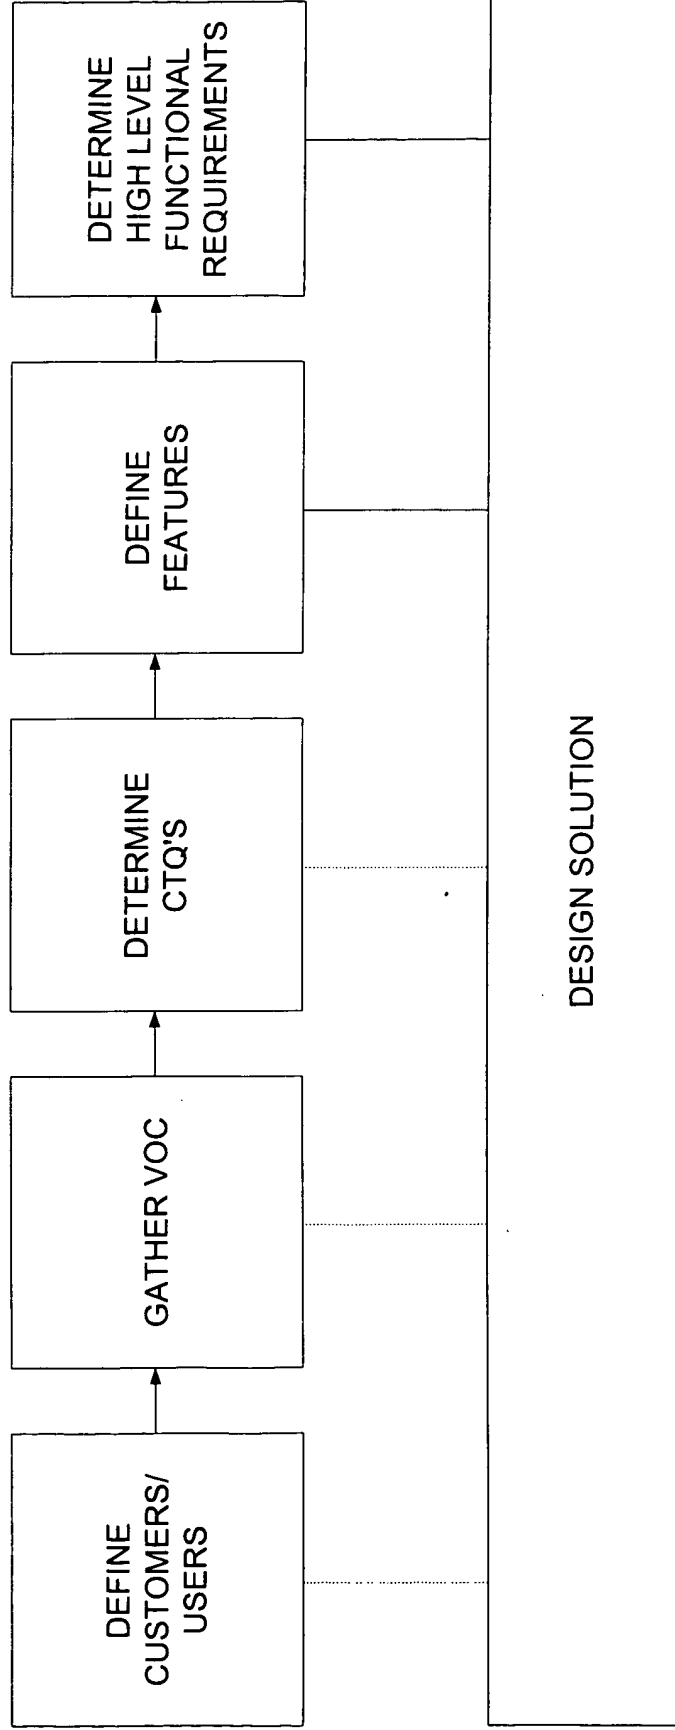 DEFINE
CUSTOMERS/
USERS
GATHER VOC
DETERMINE
CTQ'S
DEFINE
FEATURES
DETERMINE
HIGH LEVEL
FUNCTIONAL
REQUIREMENTS
DESIGN SOLUTION